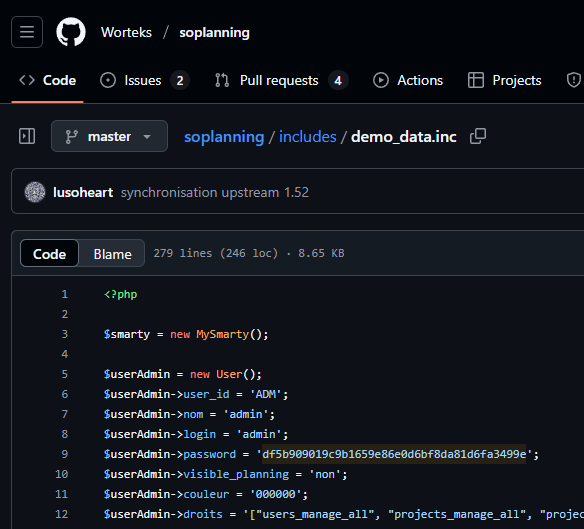 Worteks / soplanning
Code Issues 2 Pull requests 4 Actions Projects
master soplanning / includes / demo_data.inc
lusoheart synchronisation upstream 1.52
Code Blame 279 lines (246 loc) · 8.65 KB
1 <?php
2
3 $smarty = new MySmarty();
4
5 $userAdmin = new User();
6 $userAdmin->user_id = 'ADM';
7 $userAdmin->nom = 'admin';
8 $userAdmin->login = 'admin';
9 $userAdmin->password = 'df5b909019c9b1659e86e0d6bf8da81d6fa3499e';
10 $userAdmin->visible_planning = 'non';
11 $userAdmin->couleur = '000000';
12 $userAdmin->droits = '["users_manage_all", "projects_manage_all", "projec